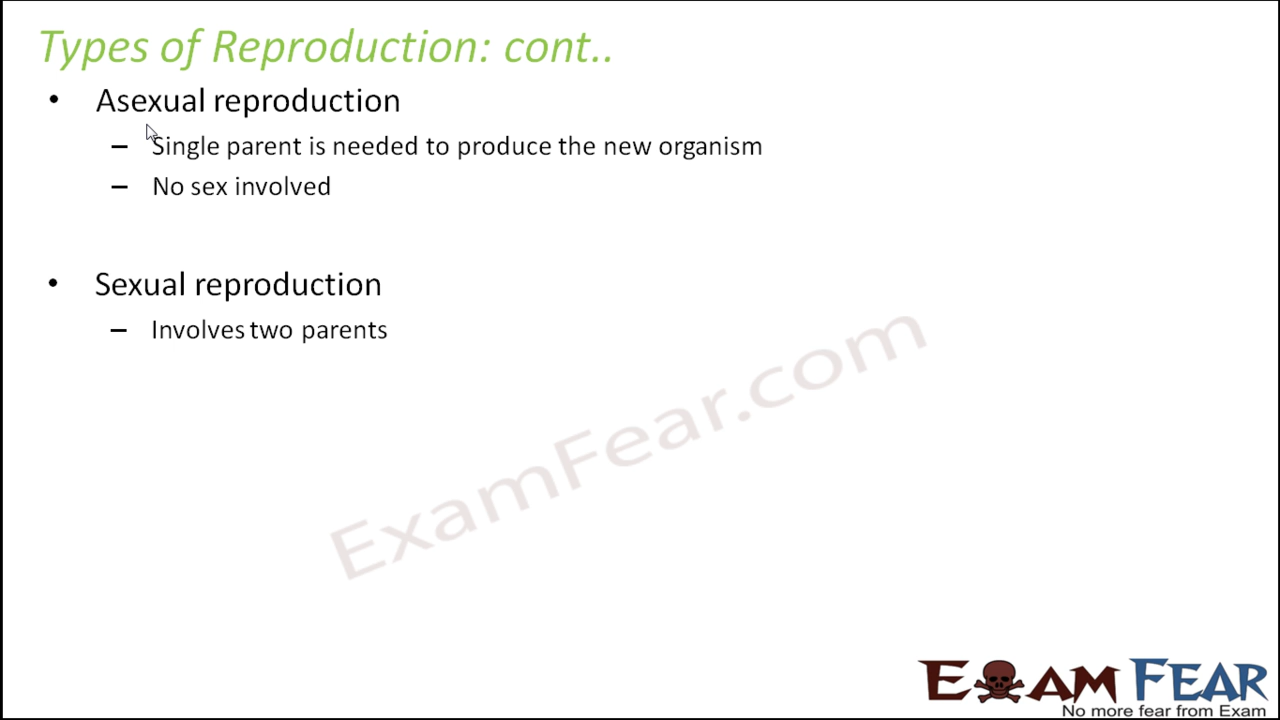 Types of Reproduction: cont..
• Asexual reproduction
– Single parent is needed to produce the new organism
– No sex involved
• Sexual reproduction
– Involves two parents
ExamFear.com
EXAM FEAR
No more fear from Exam